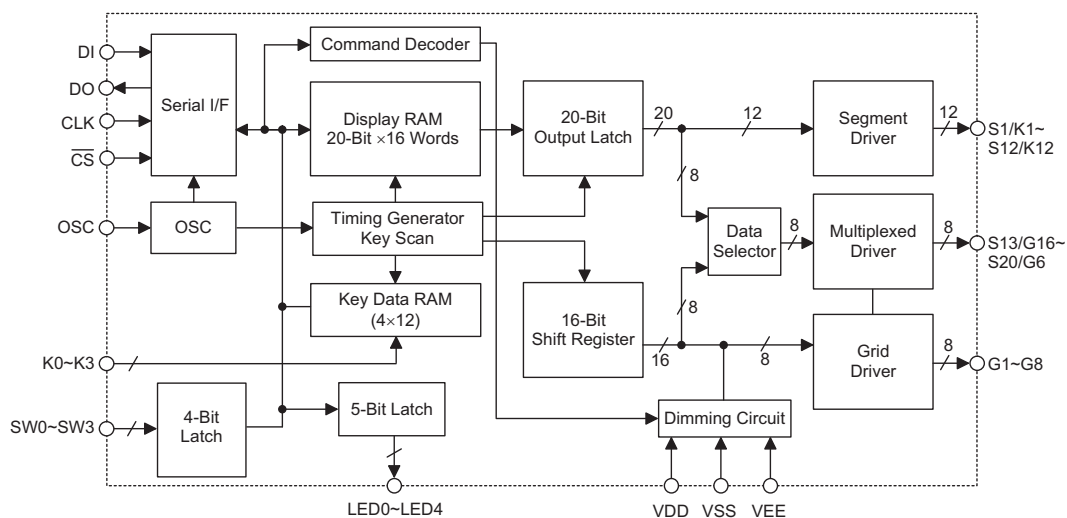 DI
DO
CLK
CS
OSC
K0~K3
SW0~SW3
Serial I/F
OSC
4-Bit
Latch
Command Decoder
Display RAM
20-Bit ×16 Words
Timing Generator
Key Scan
Key Data RAM
(4×12)
5-Bit Latch
LED0~LED4
20-Bit
Output Latch
16-Bit
Shift Register
20
12
8
8
16
8
Data
Selector
8
Dimming Circuit
VDD
VSS
VEE
Segment
Driver
12
S1/K1~
S12/K12
Multiplexed
Driver
8
S13/G16~
S20/G6
Grid
Driver
8
G1~G8